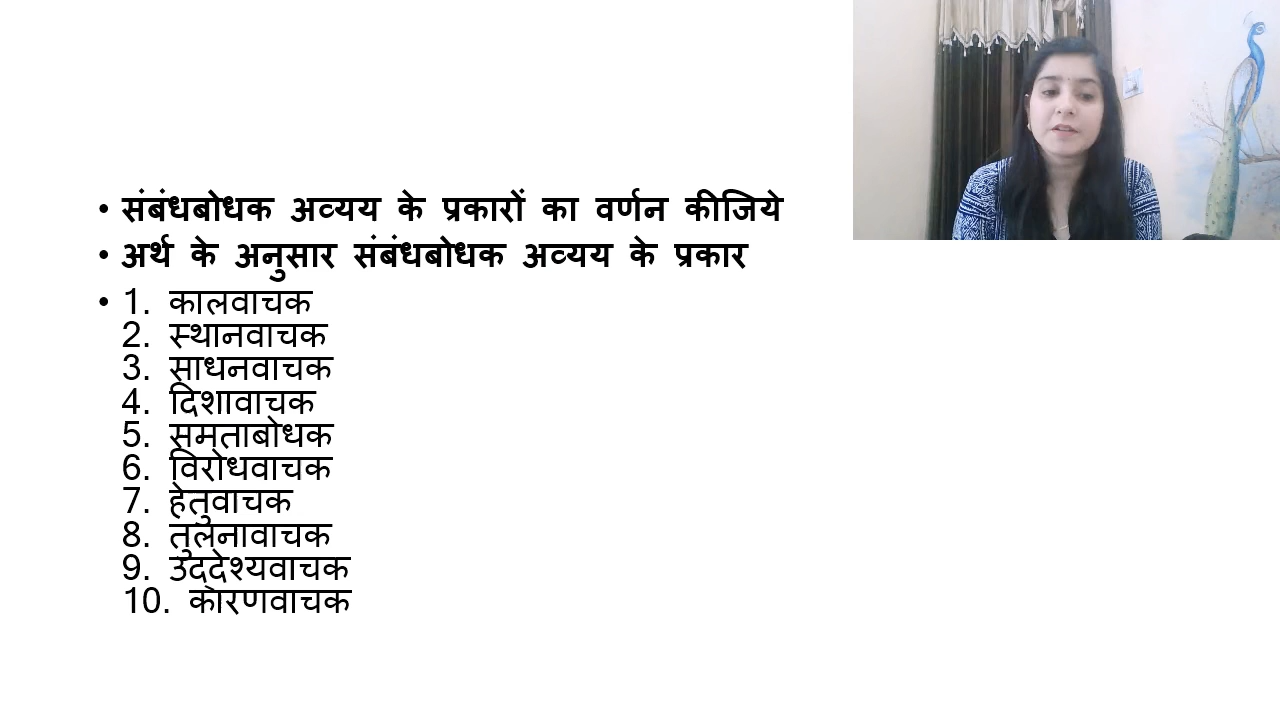 • संबंधबोधक अव्यय के प्रकारों का वर्णन कीजिये
• अर्थ के अनुसार संबंधबोधक अव्यय के प्रकार
• 1. कालवाचक
2. स्थानवाचक
3. साधनवाचक
4. दिशावाचक
5. समताबोधक
6. विरोधवाचक
7. हेतुवाचक
8. तुलनावाचक
9. उद्देश्यवाचक
10. कारणवाचक